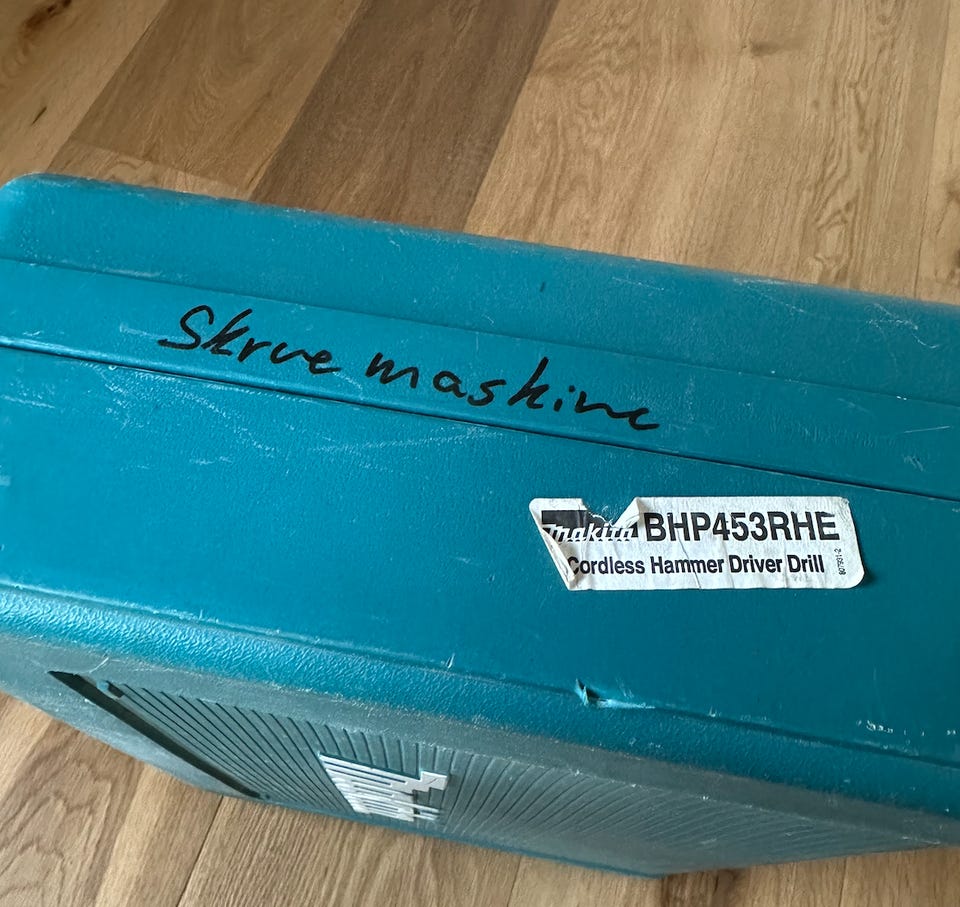 Skrue maskine
makita BHP453RHE
Cordless Hammer Driver Drill